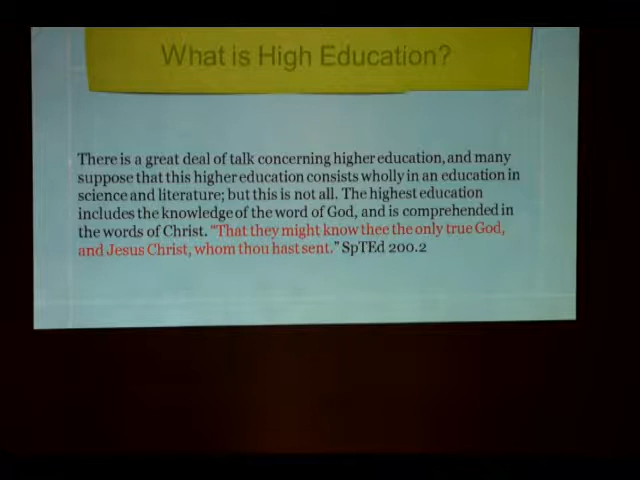 What is High Education?
There is a great deal of talk concerning higher education, and many
suppose that this higher education consists wholly in an education in
science and literature; but this is not all. The highest education
includes the knowledge of the word of God, and is comprehended in
the words of Christ. "That they might know thee the only true God,
and Jesus Christ, whom thou hast sent." SpTEd 200.2